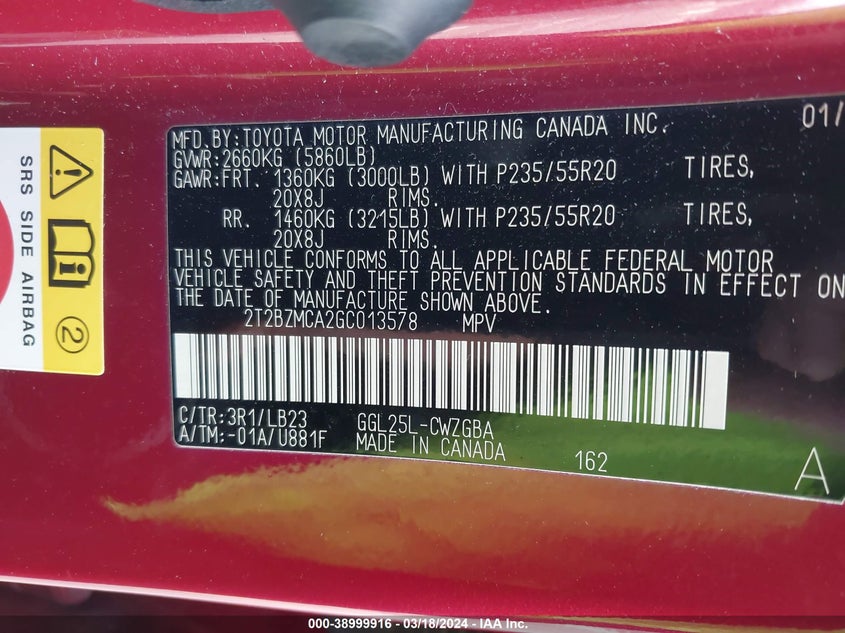 MFD.BY:TOYOTA MOTOR MANUFACTURING CANADA INC. 01/
GVWR:2660KG (5860LB)
GAWR:FRT. 1360KG (3000LB) WITH P235/55R20 TIRES,
20X8J RIMS.
RR. 1460KG (3215LB) WITH P235/55R20 TIRES,
20X8J RIMS.
THIS VEHICLE CONFORMS TO ALL APPLICABLE FEDERAL MOTOR
VEHICLE SAFETY AND THEFT PREVENTION STANDARDS IN EFFECT ON
THE DATE OF MANUFACTURE SHOWN ABOVE.
2T2BZMCA2GC013578 MPV
C/TR:3R1/LB23 GGL25L-CWZGBA
A/TM:-01A/U881F MADE IN CANADA
162 A
SRS SIDE AIRBAG
2
000-38999916 - 03/18/2024 - IAA Inc.